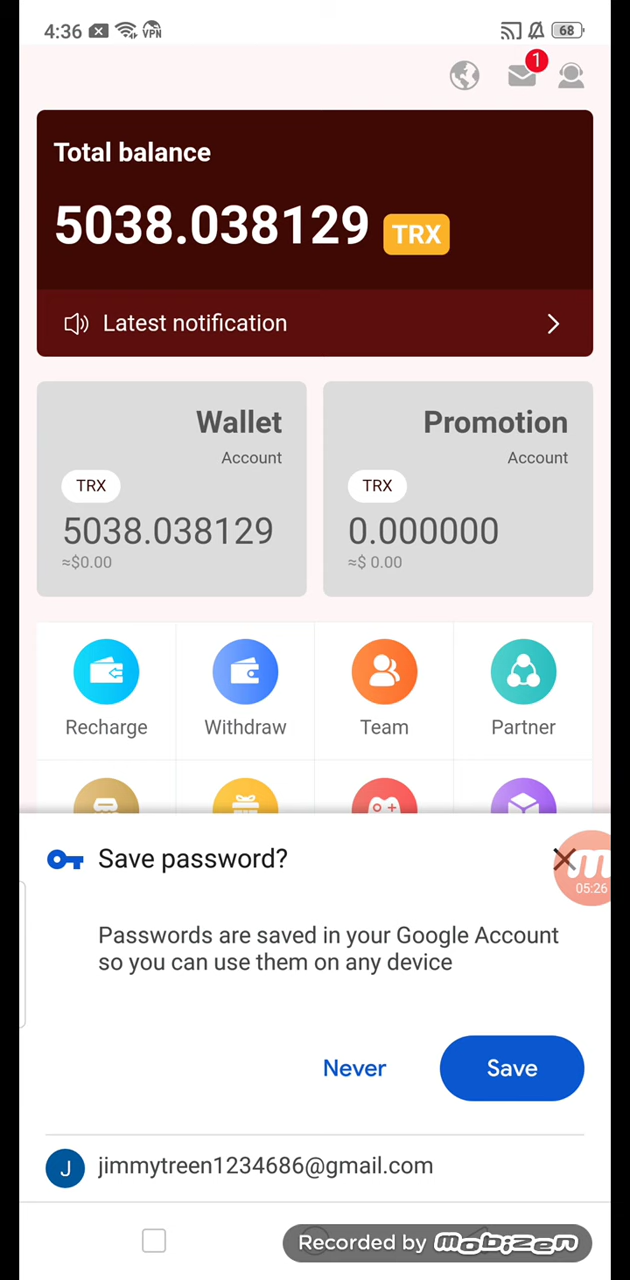 4:36 VPN 68
1
Total balance
5038.038129 TRX
Latest notification
Wallet
Account
TRX
5038.038129
≈$0.00
Promotion
Account
TRX
0.000000
≈$ 0.00
Recharge Withdraw Team Partner
Save password?
05:26
Passwords are saved in your Google Account
so you can use them on any device
Never Save
J jimmytreen1234686@gmail.com
Recorded by mobizen